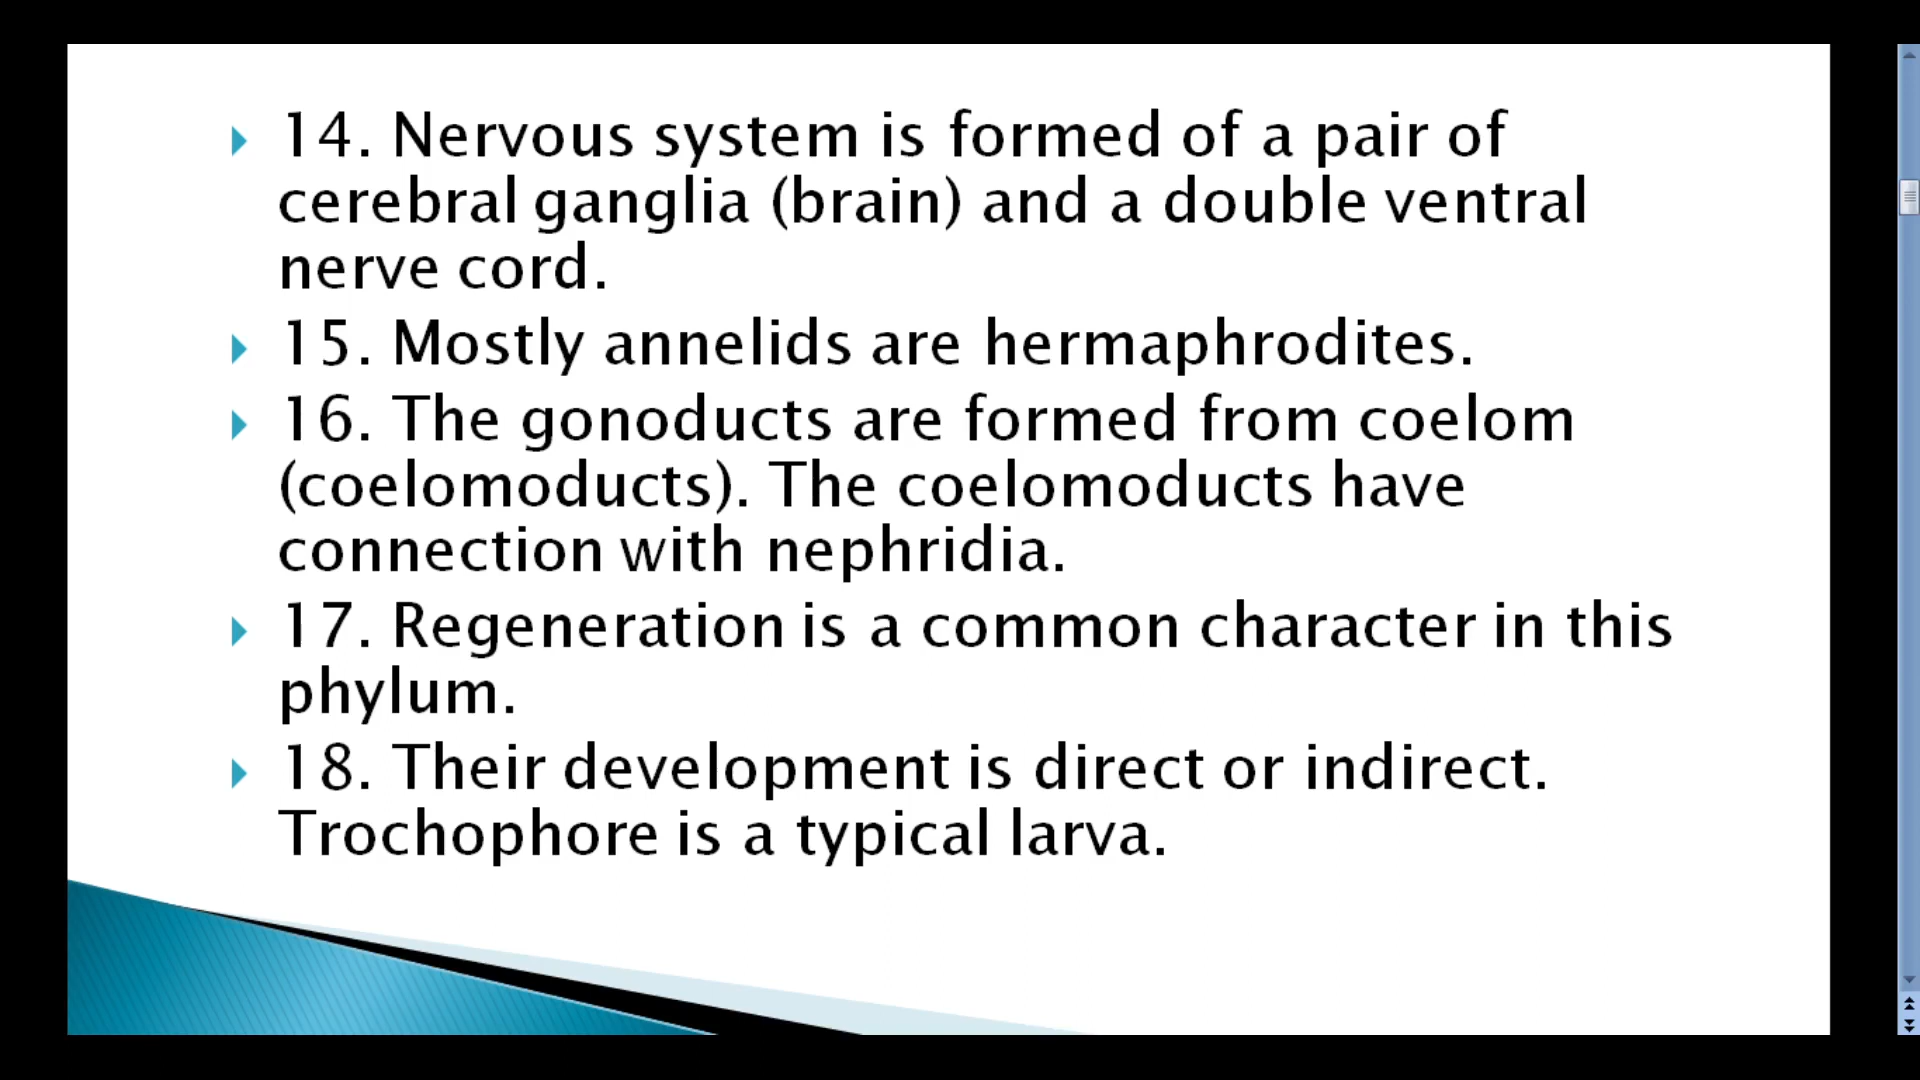 14. Nervous system is formed of a pair of
cerebral ganglia (brain) and a double ventral
nerve cord.
15. Mostly annelids are hermaphrodites.
16. The gonoducts are formed from coelom
(coelomoducts). The coelomoducts have
connection with nephridia.
17. Regeneration is a common character in this
phylum.
18. Their development is direct or indirect.
Trochophore is a typical larva.